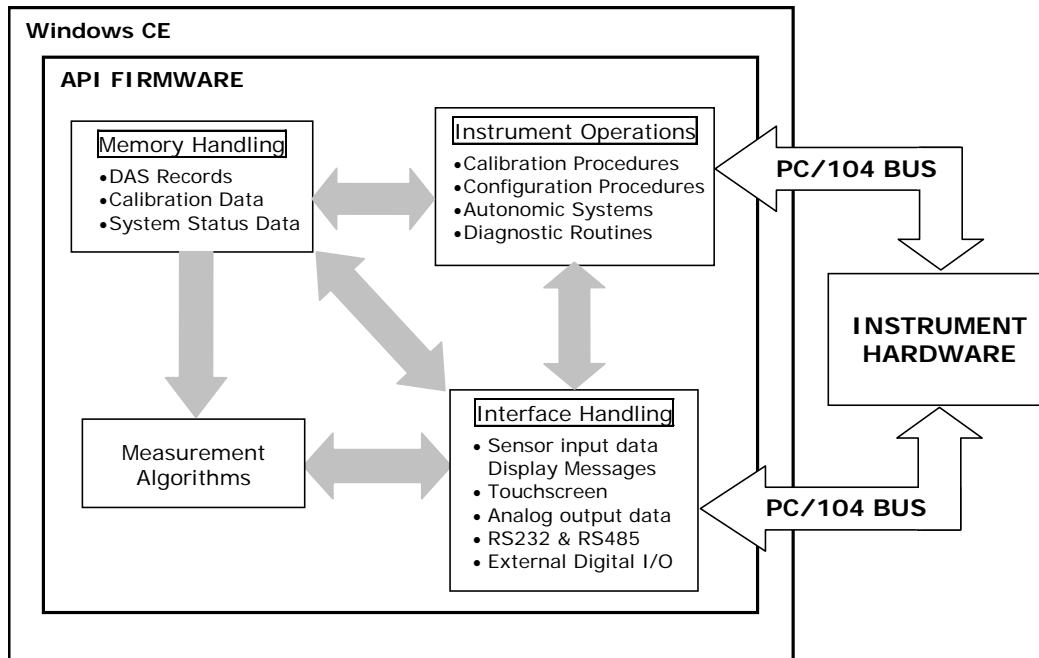 Windows CE
API FIRMWARE
Memory Handling
•DAS Records
•Calibration Data
•System Status Data
Instrument Operations
•Calibration Procedures
•Configuration Procedures
•Autonomic Systems
•Diagnostic Routines
PC/104 BUS
INSTRUMENT
HARDWARE
Measurement
Algorithms
Interface Handling
• Sensor input data
Display Messages
• Touchscreen
• Analog output data
• RS232 & RS485
• External Digital I/O
PC/104 BUS